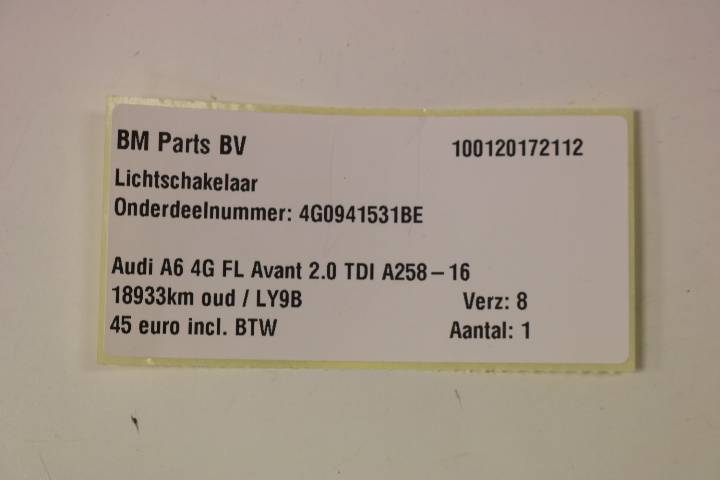 BM Parts BV 100120172112
Lichtschakelaar
Onderdeelnummer: 4G0941531BE
Audi A6 4G FL Avant 2.0 TDI A258-16
18933km oud / LY9B Verz: 8
45 euro incl. BTW Aantal: 1